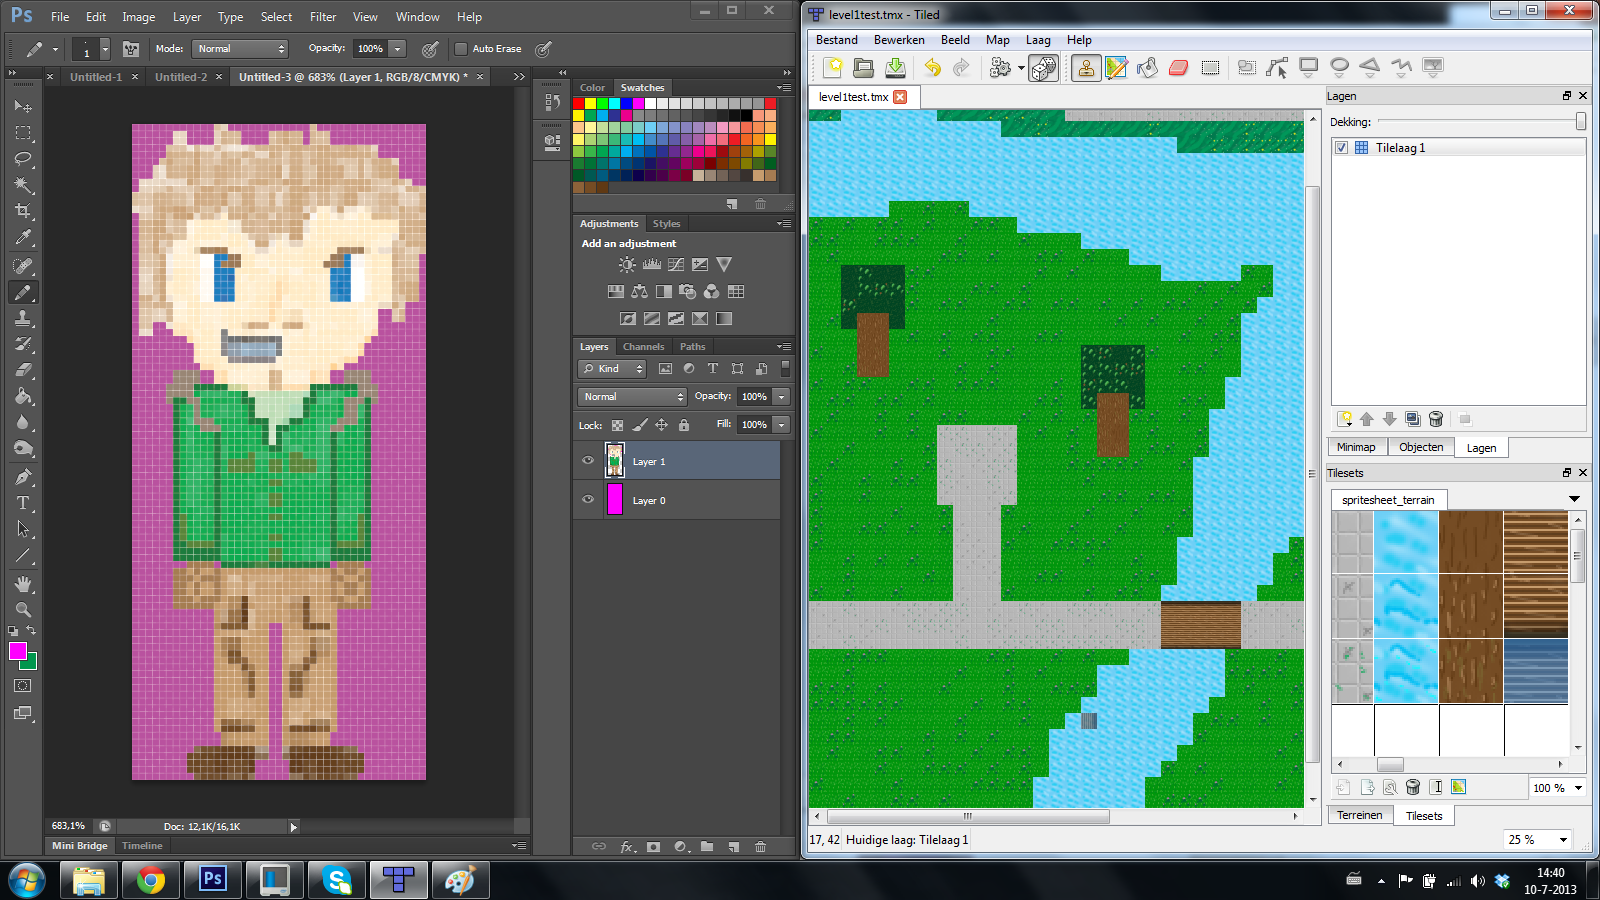 Ps File Edit Image Layer Type Select Filter View Window Help
1 Mode: Normal Opacity: 100% Auto Erase
Untitled-1 × Untitled-2 × Untitled-3 @ 683% (Layer 1, RGB/8/CMYK) * ×
Color Swatches
Adjustments Styles
Add an adjustment
Layers Channels Paths
Kind
Normal Opacity: 100%
Lock: Fill: 100%
Layer 1
Layer 0
683,1% Doc: 12,1K/16,1K
Mini Bridge Timeline
level1test.tmx - Tiled
Bestand Bewerken Beeld Map Laag Help
level1test.tmx
Lagen
Dekking:
Tilelaag 1
Minimap Objecten Lagen
Tilesets
spritesheet_terrain
100 %
Terreinen Tilesets
17, 42 Huidige laag: Tilelaag 1
25 %
Ps
14:40
10-7-2013